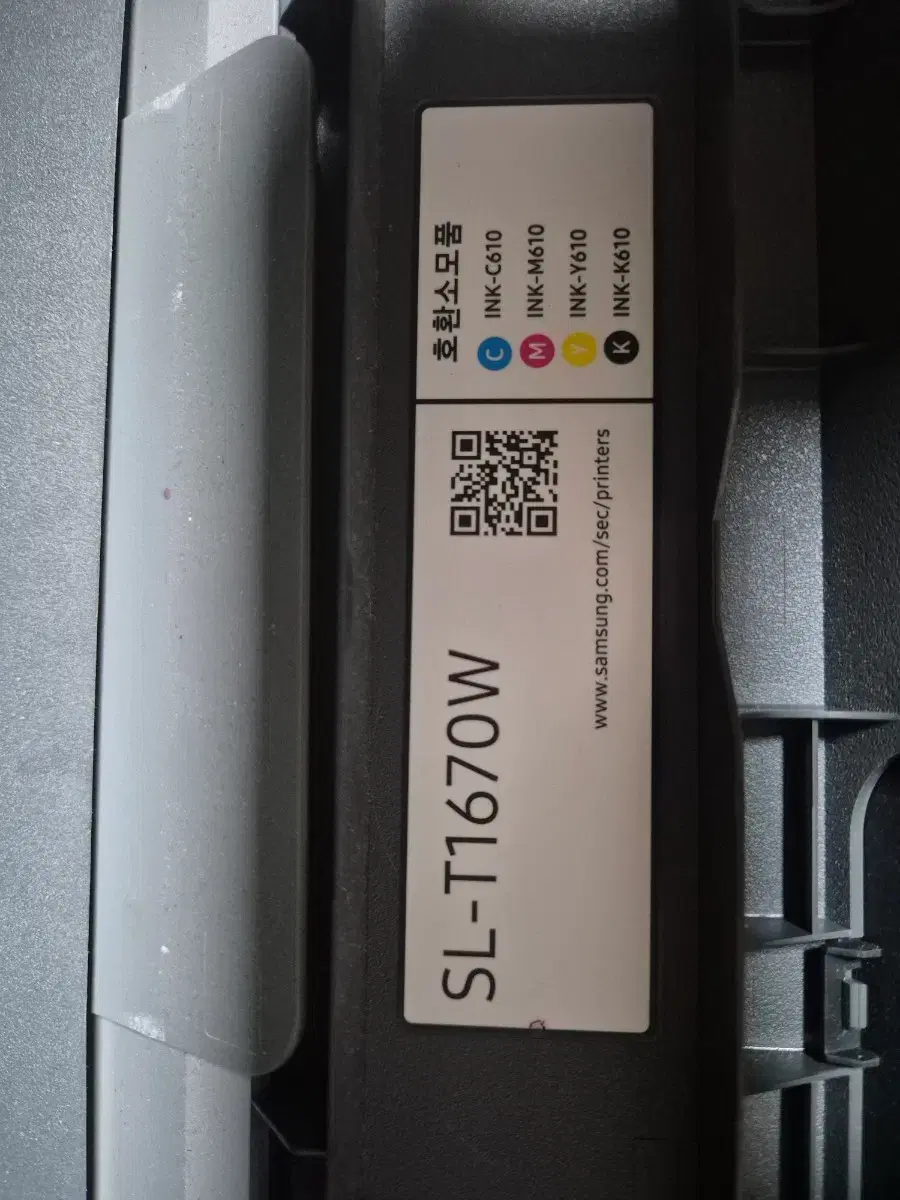 SL-T1670W
www.samsung.com/sec/printers
호환소모품
C INK-C610
M INK-M610
Y INK-Y610
K INK-K610